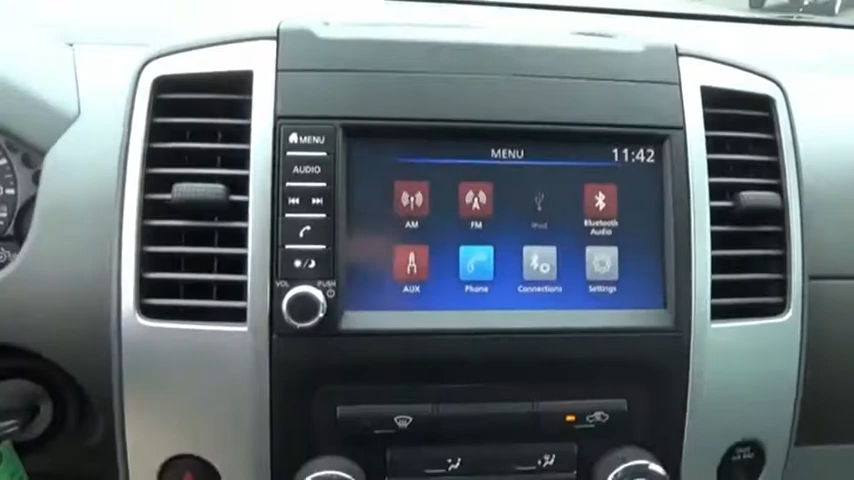 MENU
MENU
11:42
AUDIO
AM
FM
iPod
Bluetooth
Audio
VOL
PUSH
AUX
Phone
Connections
Settings